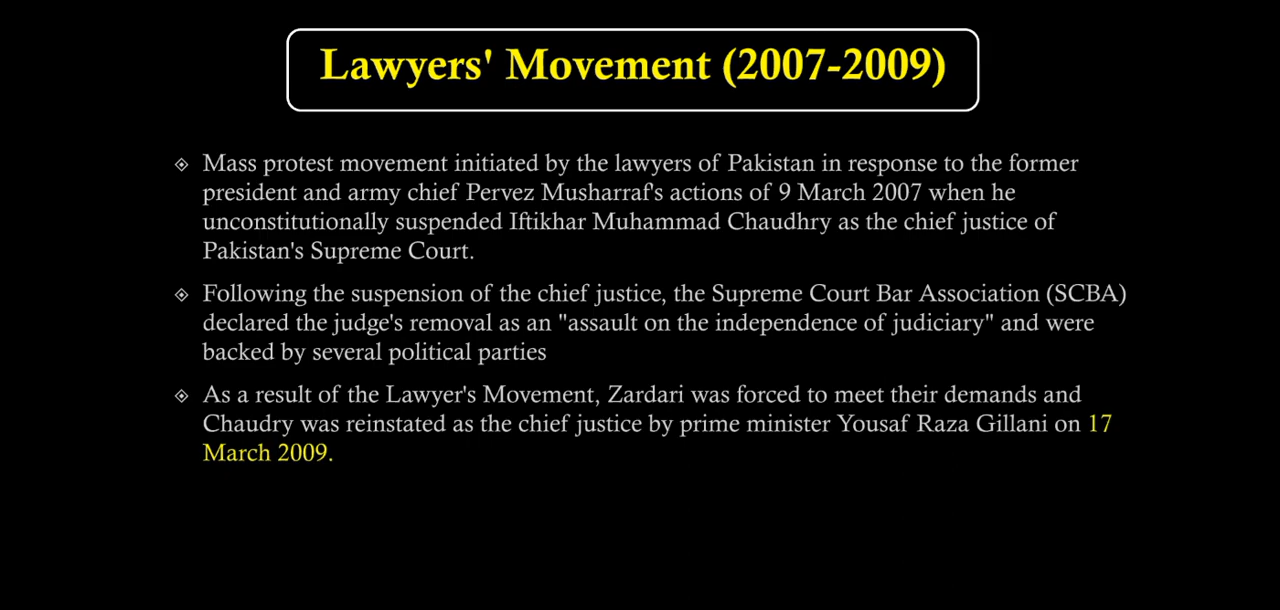 Lawyers' Movement (2007-2009)
Mass protest movement initiated by the lawyers of Pakistan in response to the former
president and army chief Pervez Musharraf's actions of 9 March 2007 when he
unconstitutionally suspended Iftikhar Muhammad Chaudhry as the chief justice of
Pakistan's Supreme Court.
Following the suspension of the chief justice, the Supreme Court Bar Association (SCBA)
declared the judge's removal as an "assault on the independence of judiciary" and were
backed by several political parties
As a result of the Lawyer's Movement, Zardari was forced to meet their demands and
Chaudry was reinstated as the chief justice by prime minister Yousaf Raza Gillani on 17
March 2009.